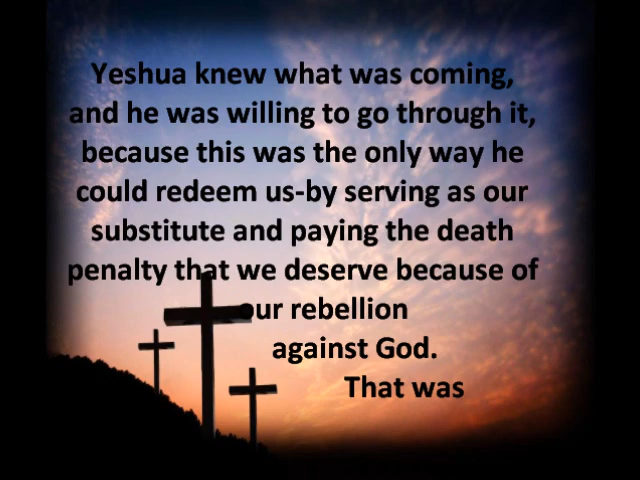 Yeshua knew what was coming,
and he was willing to go through it,
because this was the only way he
could redeem us-by serving as our
substitute and paying the death
penalty that we deserve because of
our rebellion
against God.
That was